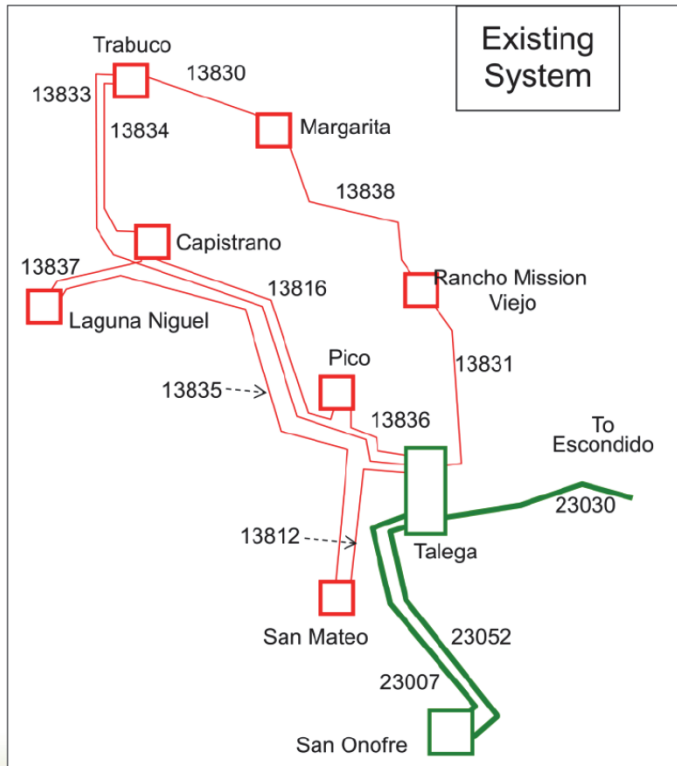 Existing
System
Trabuco
13830
13833
13834
Margarita
13838
Capistrano
13837
13816
Rancho Mission
Viejo
Laguna Niguel
Pico
13831
13835
13836
To
Escondido
23030
13812
Talega
San Mateo
23052
23007
San Onofre